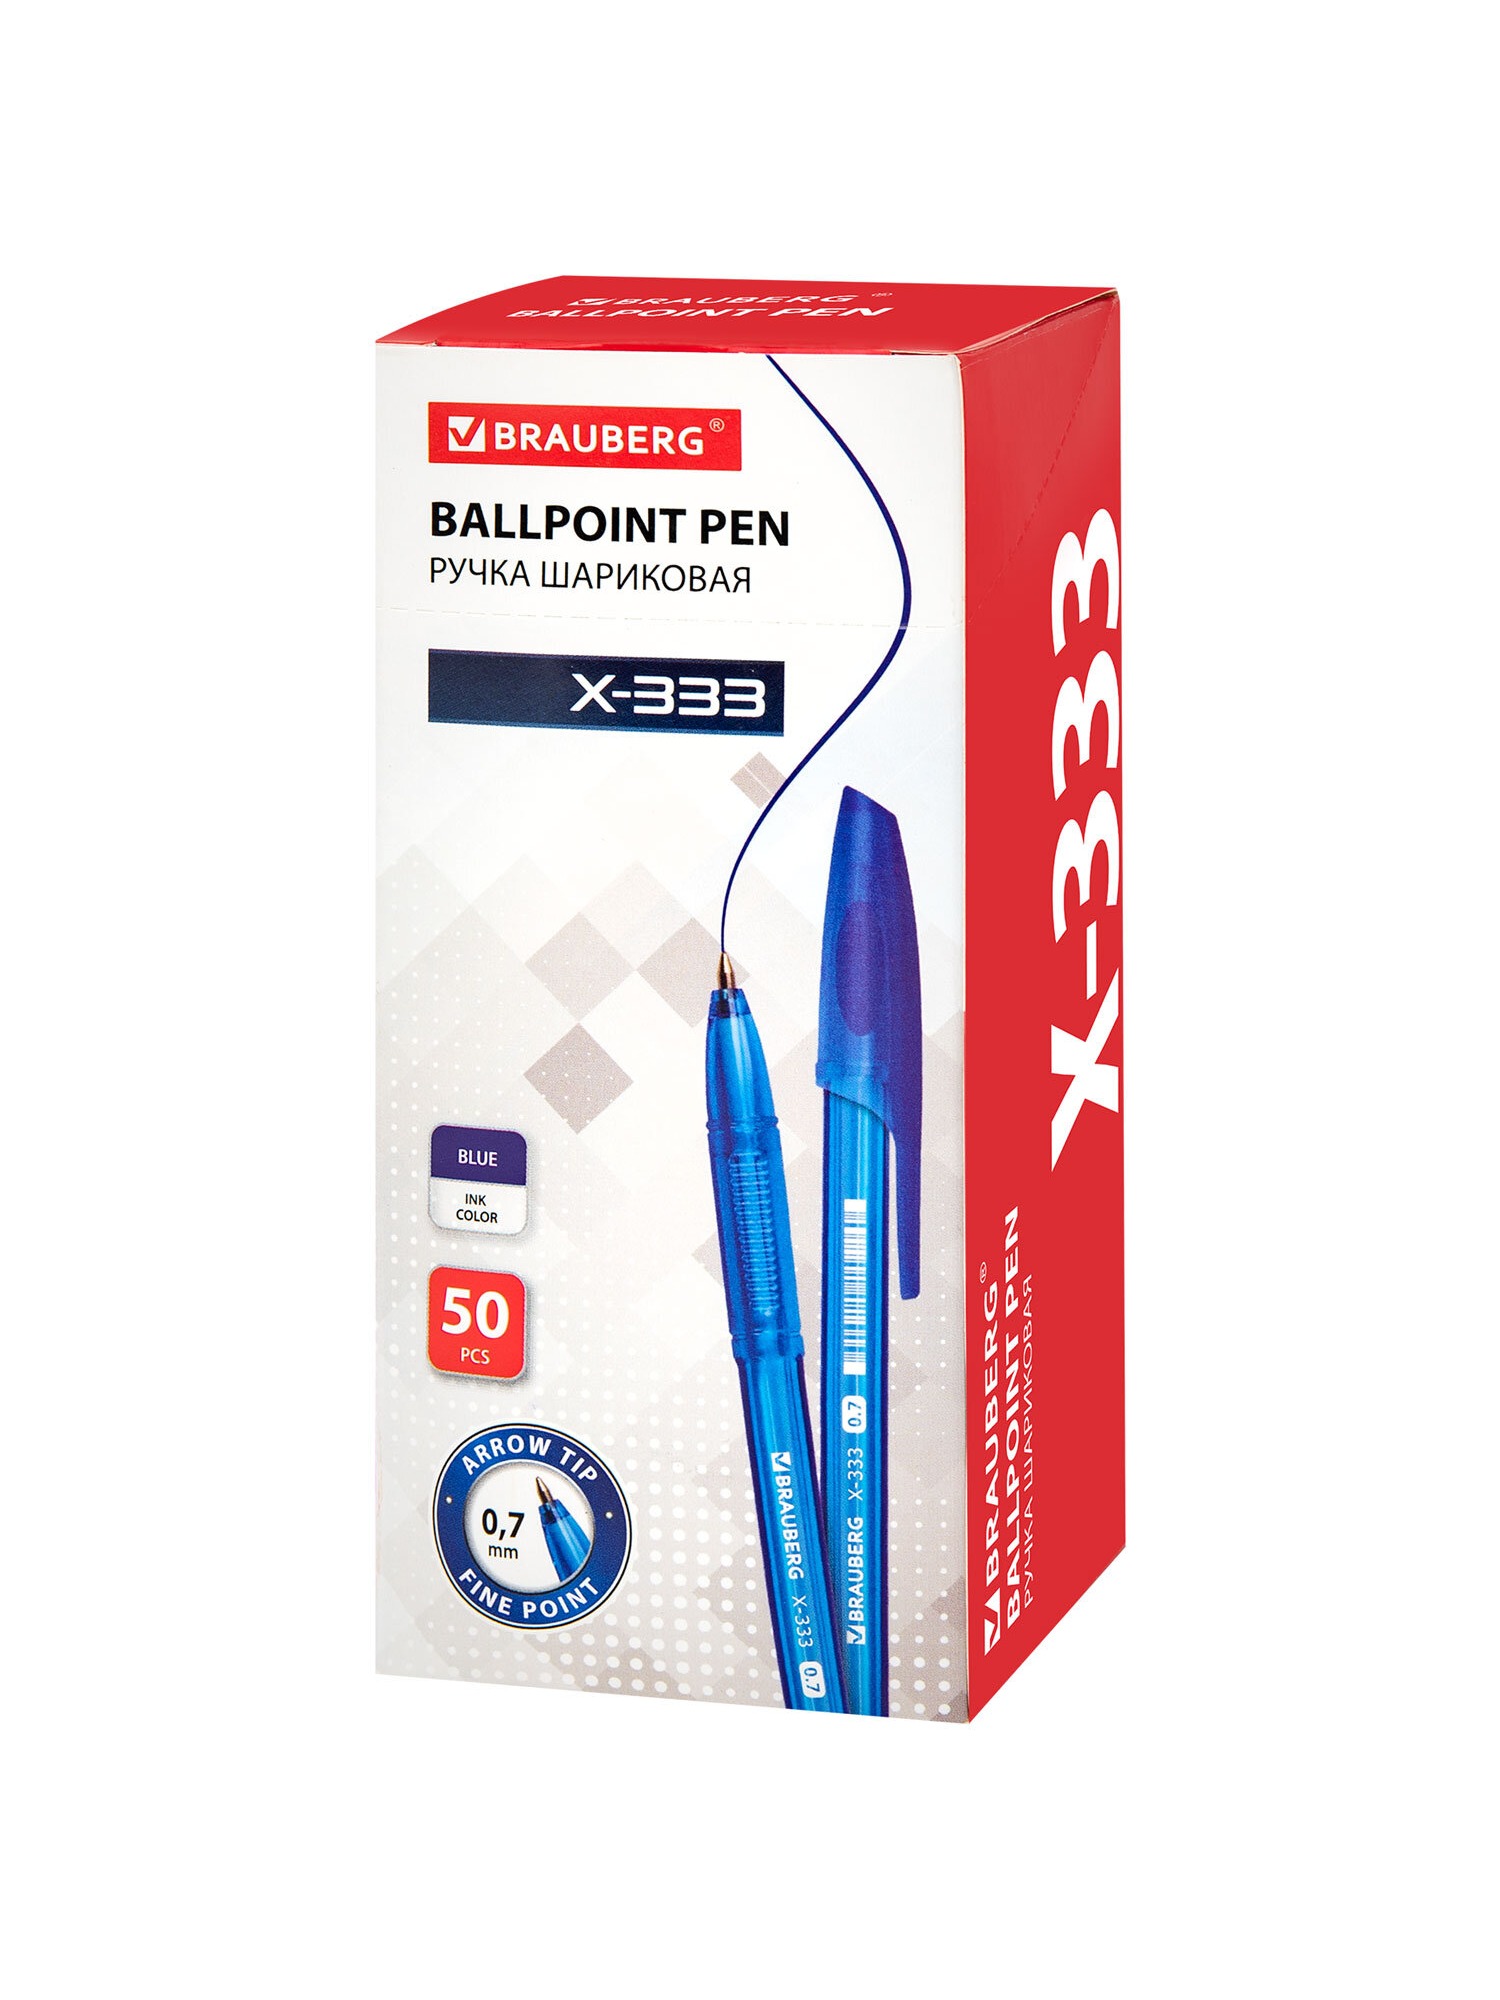 BRAUBERG ®
BALLPOINT PEN
BRAUBERG®
BALLPOINT PEN
РУЧКА ШАРИКОВАЯ
X-333
BLUE
INK
COLOR
50
PCS
ARROW TIP
0,7
mm
FINE POINT
BRAUBERG X-333 0.7
BRAUBERG X-333 0.7
X-333
BRAUBERG®
BALLPOINT PEN
РУЧКА ШАРИКОВАЯ